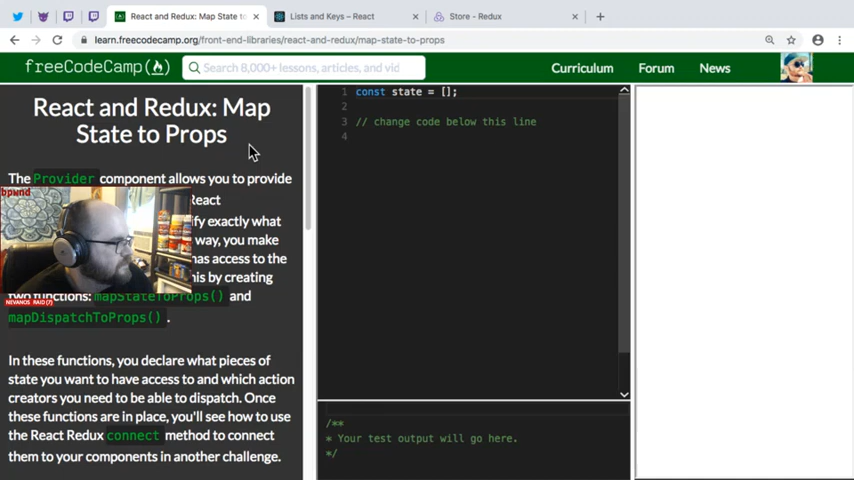 React and Redux: Map State to
Lists and Keys – React
Store - Redux
learn.freecodecamp.org/front-end-libraries/react-and-redux/map-state-to-props
freeCodeCamp
Search 8,000+ lessons, articles, and vid
Curriculum
Forum
News
React and Redux: Map
State to Props
The Provider component allows you to provide
React
ify exactly what
way, you make
has access to the
his by creating
two functions: mapStateToProps() and
mapDispatchToProps() .
In these functions, you declare what pieces of
state you want to have access to and which action
creators you need to be able to dispatch. Once
these functions are in place, you'll see how to use
the React Redux connect method to connect
them to your components in another challenge.
bpwnd
NEVANOS RAID (7)
1 const state = [];
2
3 // change code below this line
4
/**
* Your test output will go here.
*/